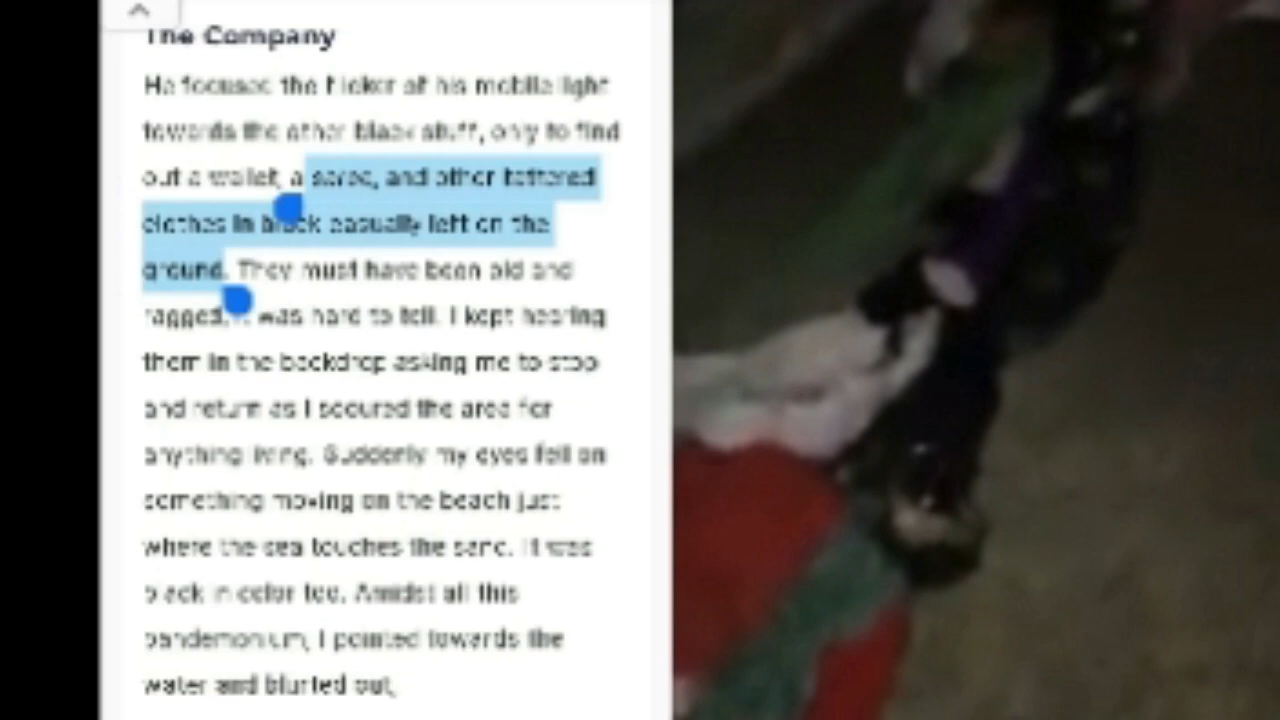 The Company
He focused the flicker of his mobile light
towards the other black stuff, only to find
out a wallet, a saree, and other tattered
clothes in black casually left on the
ground. They must have been old and
ragged, was hard to tell. I kept hearing
them in the backdrop asking me to stop
and return as I scoured the area for
anything living. Suddenly my eyes fell on
something moving on the beach just
where the sea touches the sand. It was
black in color too. Amidst all this
pandemonium, I pointed towards the
water and blurted out,